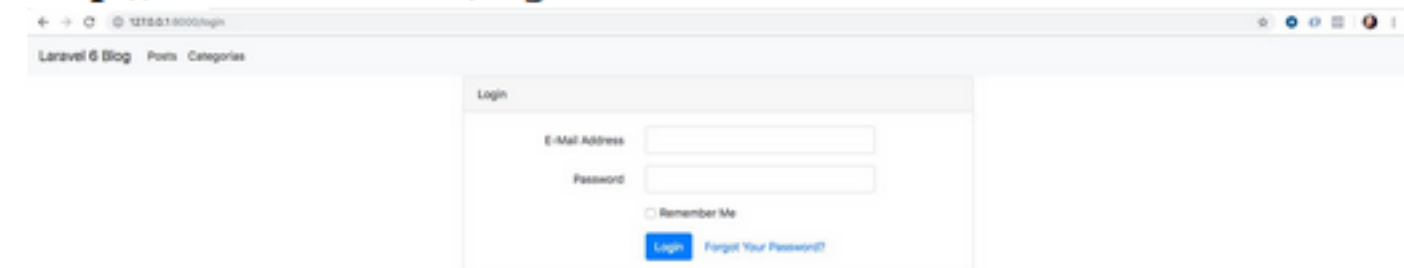 127.0.0.1:8000/login
Laravel 6 Blog Posts Categories
Login
E-Mail Address
Password
Remember Me
Login Forgot Your Password?